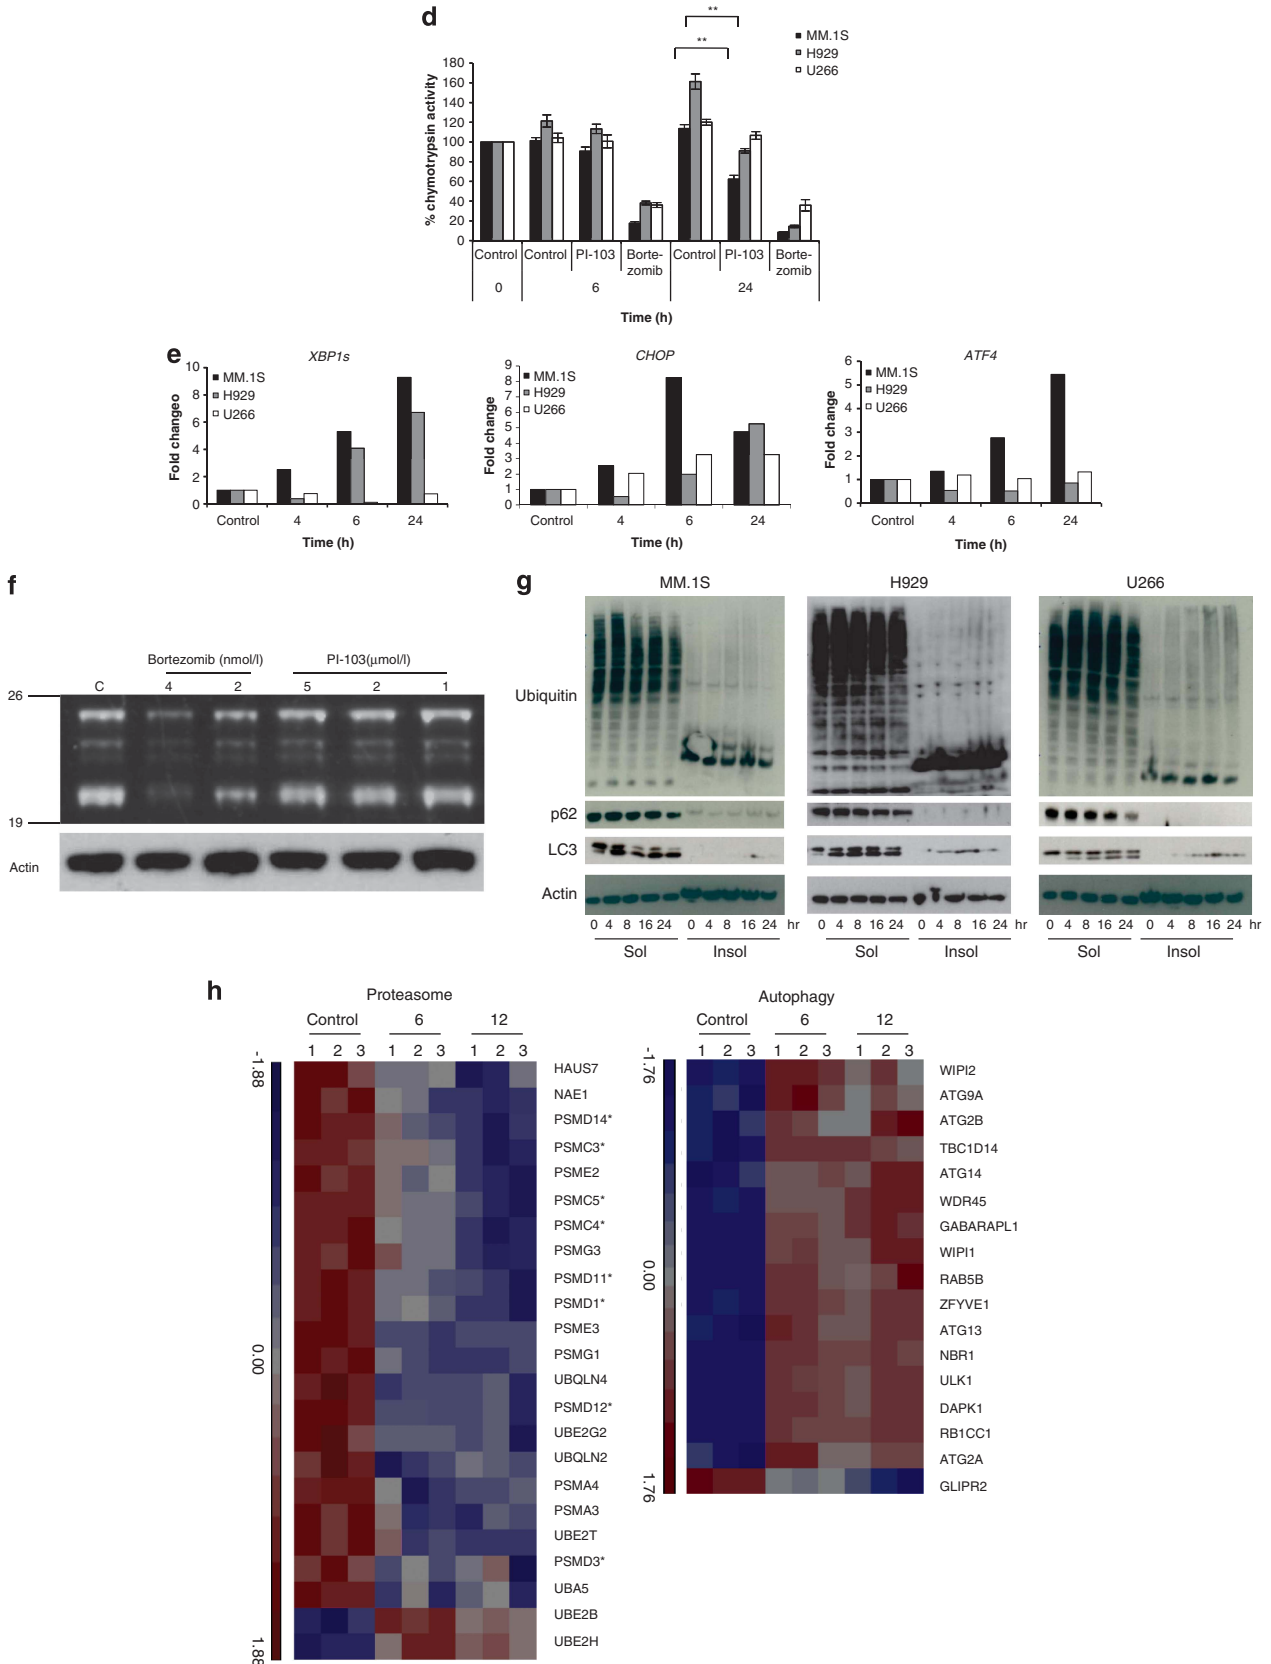 d
**
**
MM.1S
H929
U266
% chymotrypsin activity
180
160
140
120
100
80
60
40
20
0
Control Control PI-103 Borte- Control PI-103 Borte-
zomib zomib
0 6 24
Time (h)
e
XBP1s
Fold changeo
10
8
6
4
2
0
MM.1S
H929
U266
Control 4 6 24
Time (h)
CHOP
Fold change
9
8
7
6
5
4
3
2
1
0
MM.1S
H929
U266
Control 4 6 24
Time (h)
ATF4
Fold change
6
5
4
3
2
1
0
MM.1S
H929
U266
Control 4 6 24
Time (h)
f
Bortezomib (nmol/l) PI-103(μmol/l)
C 4 2 5 2 1
26
19
Actin
g
MM.1S H929 U266
Ubiquitin
p62
LC3
Actin
0 4 8 16 24 0 4 8 16 24 hr 0 4 8 16 24 0 4 8 16 24 hr 0 4 8 16 24 0 4 8 16 24 hr
Sol Insol Sol Insol Sol Insol
h
Proteasome
Control 6 12
1 2 3 1 2 3 1 2 3
-1.88
0.00
1.88
HAUS7
NAE1
PSMD14*
PSMC3*
PSME2
PSMC5*
PSMC4*
PSMG3
PSMD11*
PSMD1*
PSME3
PSMG1
UBQLN4
PSMD12*
UBE2G2
UBQLN2
PSMA4
PSMA3
UBE2T
PSMD3*
UBA5
UBE2B
UBE2H
Autophagy
Control 6 12
1 2 3 1 2 3 1 2 3
-1.76
0.00
1.76
WIPI2
ATG9A
ATG2B
TBC1D14
ATG14
WDR45
GABARAPL1
WIPI1
RAB5B
ZFYVE1
ATG13
NBR1
ULK1
DAPK1
RB1CC1
ATG2A
GLIPR2